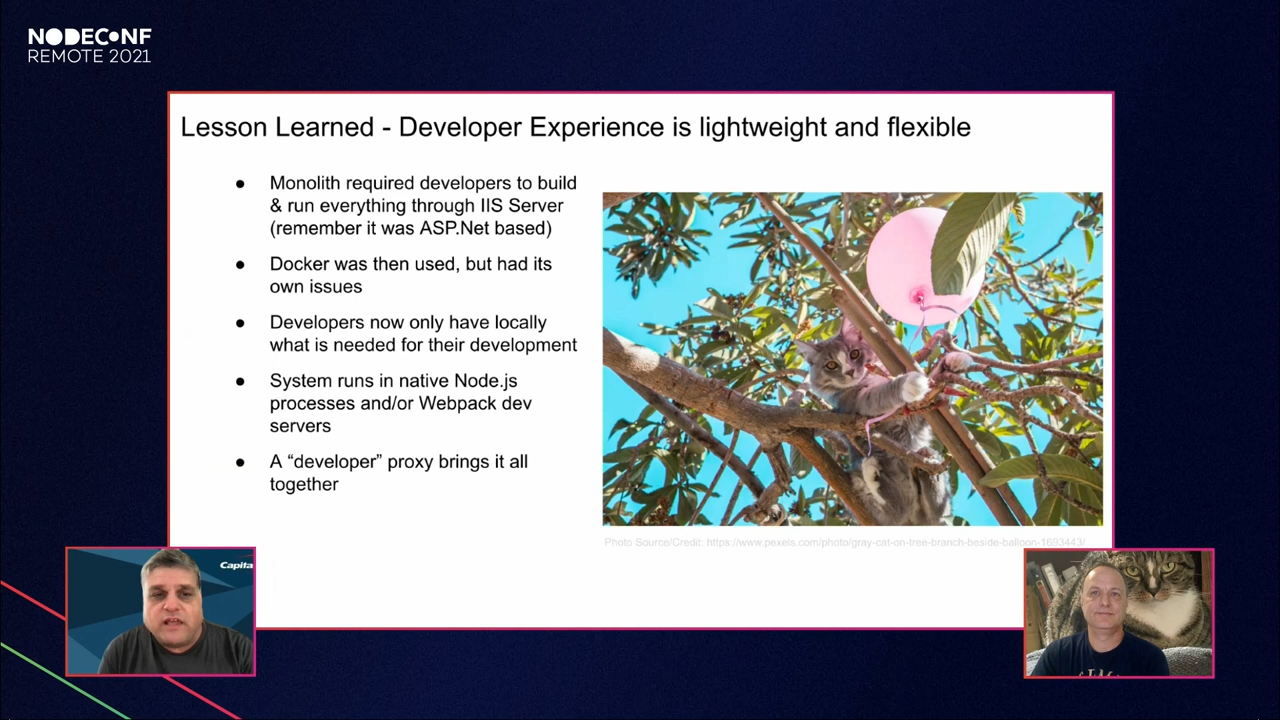 NODECONF
REMOTE 2021
Lesson Learned - Developer Experience is lightweight and flexible
● Monolith required developers to build
& run everything through IIS Server
(remember it was ASP.Net based)
● Docker was then used, but had its
own issues
● Developers now only have locally
what is needed for their development
● System runs in native Node.js
processes and/or Webpack dev
servers
● A “developer” proxy brings it all
together
Photo Source/Credit: https://www.pexels.com/photo/gray-cat-on-tree-branch-beside-balloon-1693443/
Capita